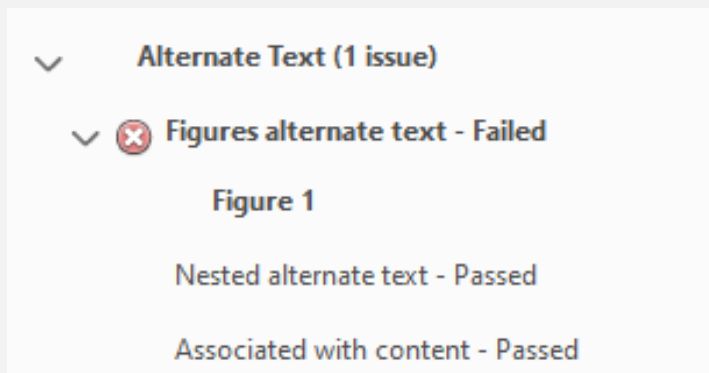 Alternate Text (1 issue)
Figures alternate text - Failed
Figure 1
Nested alternate text - Passed
Associated with content - Passed